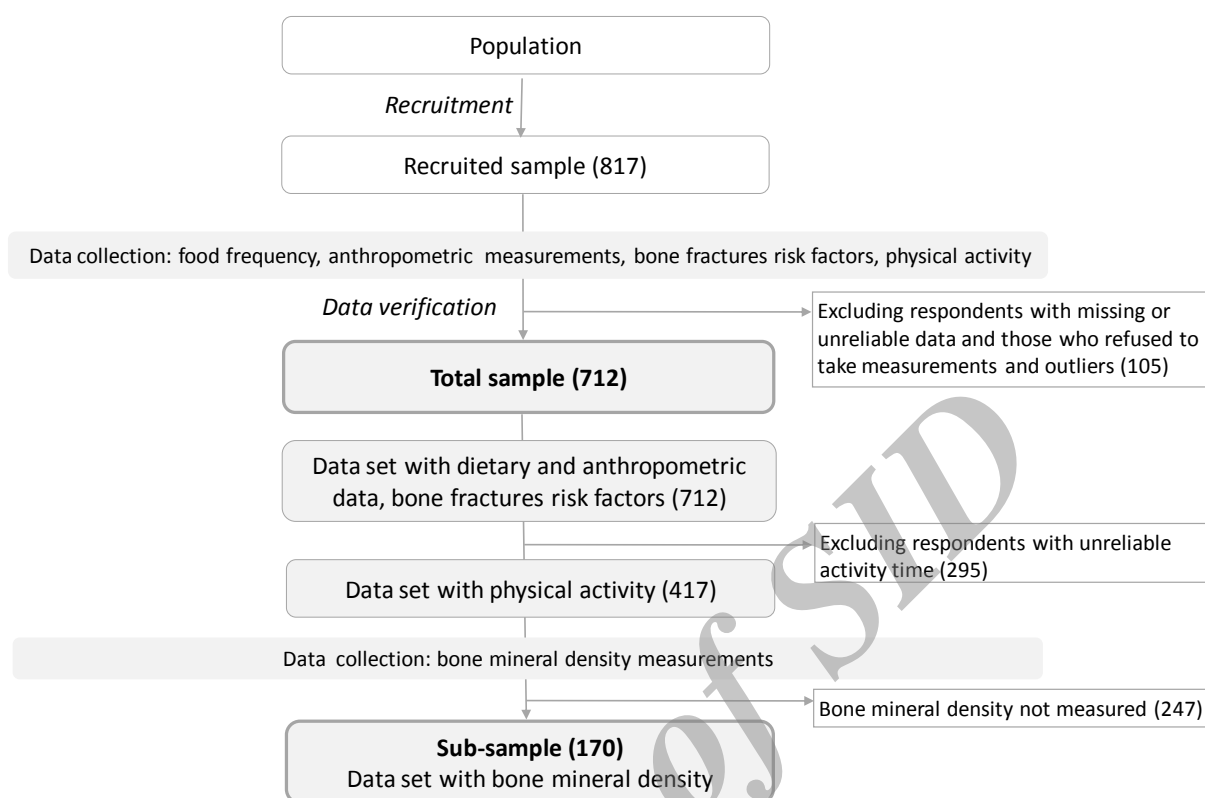 Population
Recruitment
Recruited sample (817)
Data collection: food frequency, anthropometric measurements, bone fractures risk factors, physical activity
Data verification
Excluding respondents with missing or
unreliable data and those who refused to
take measurements and outliers (105)
Total sample (712)
Data set with dietary and anthropometric
data, bone fractures risk factors (712)
Excluding respondents with unreliable
activity time (295)
Data set with physical activity (417)
Data collection: bone mineral density measurements
Bone mineral density not measured (247)
Sub-sample (170)
Data set with bone mineral density
of SID